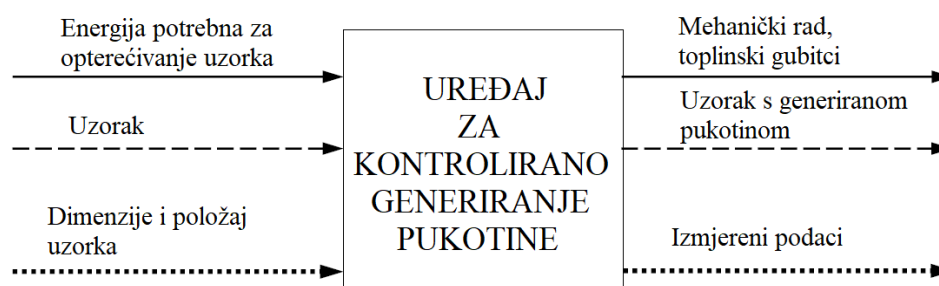 Energija potrebna za
opterećivanje uzorka
Uzorak
Dimenzije i položaj
uzorka
UREĐAJ
ZA
KONTROLIRANO
GENERIRANJE
PUKOTINE
Mehanički rad,
toplinski gubitci
Uzorak s generiranom
pukotinom
Izmjereni podaci